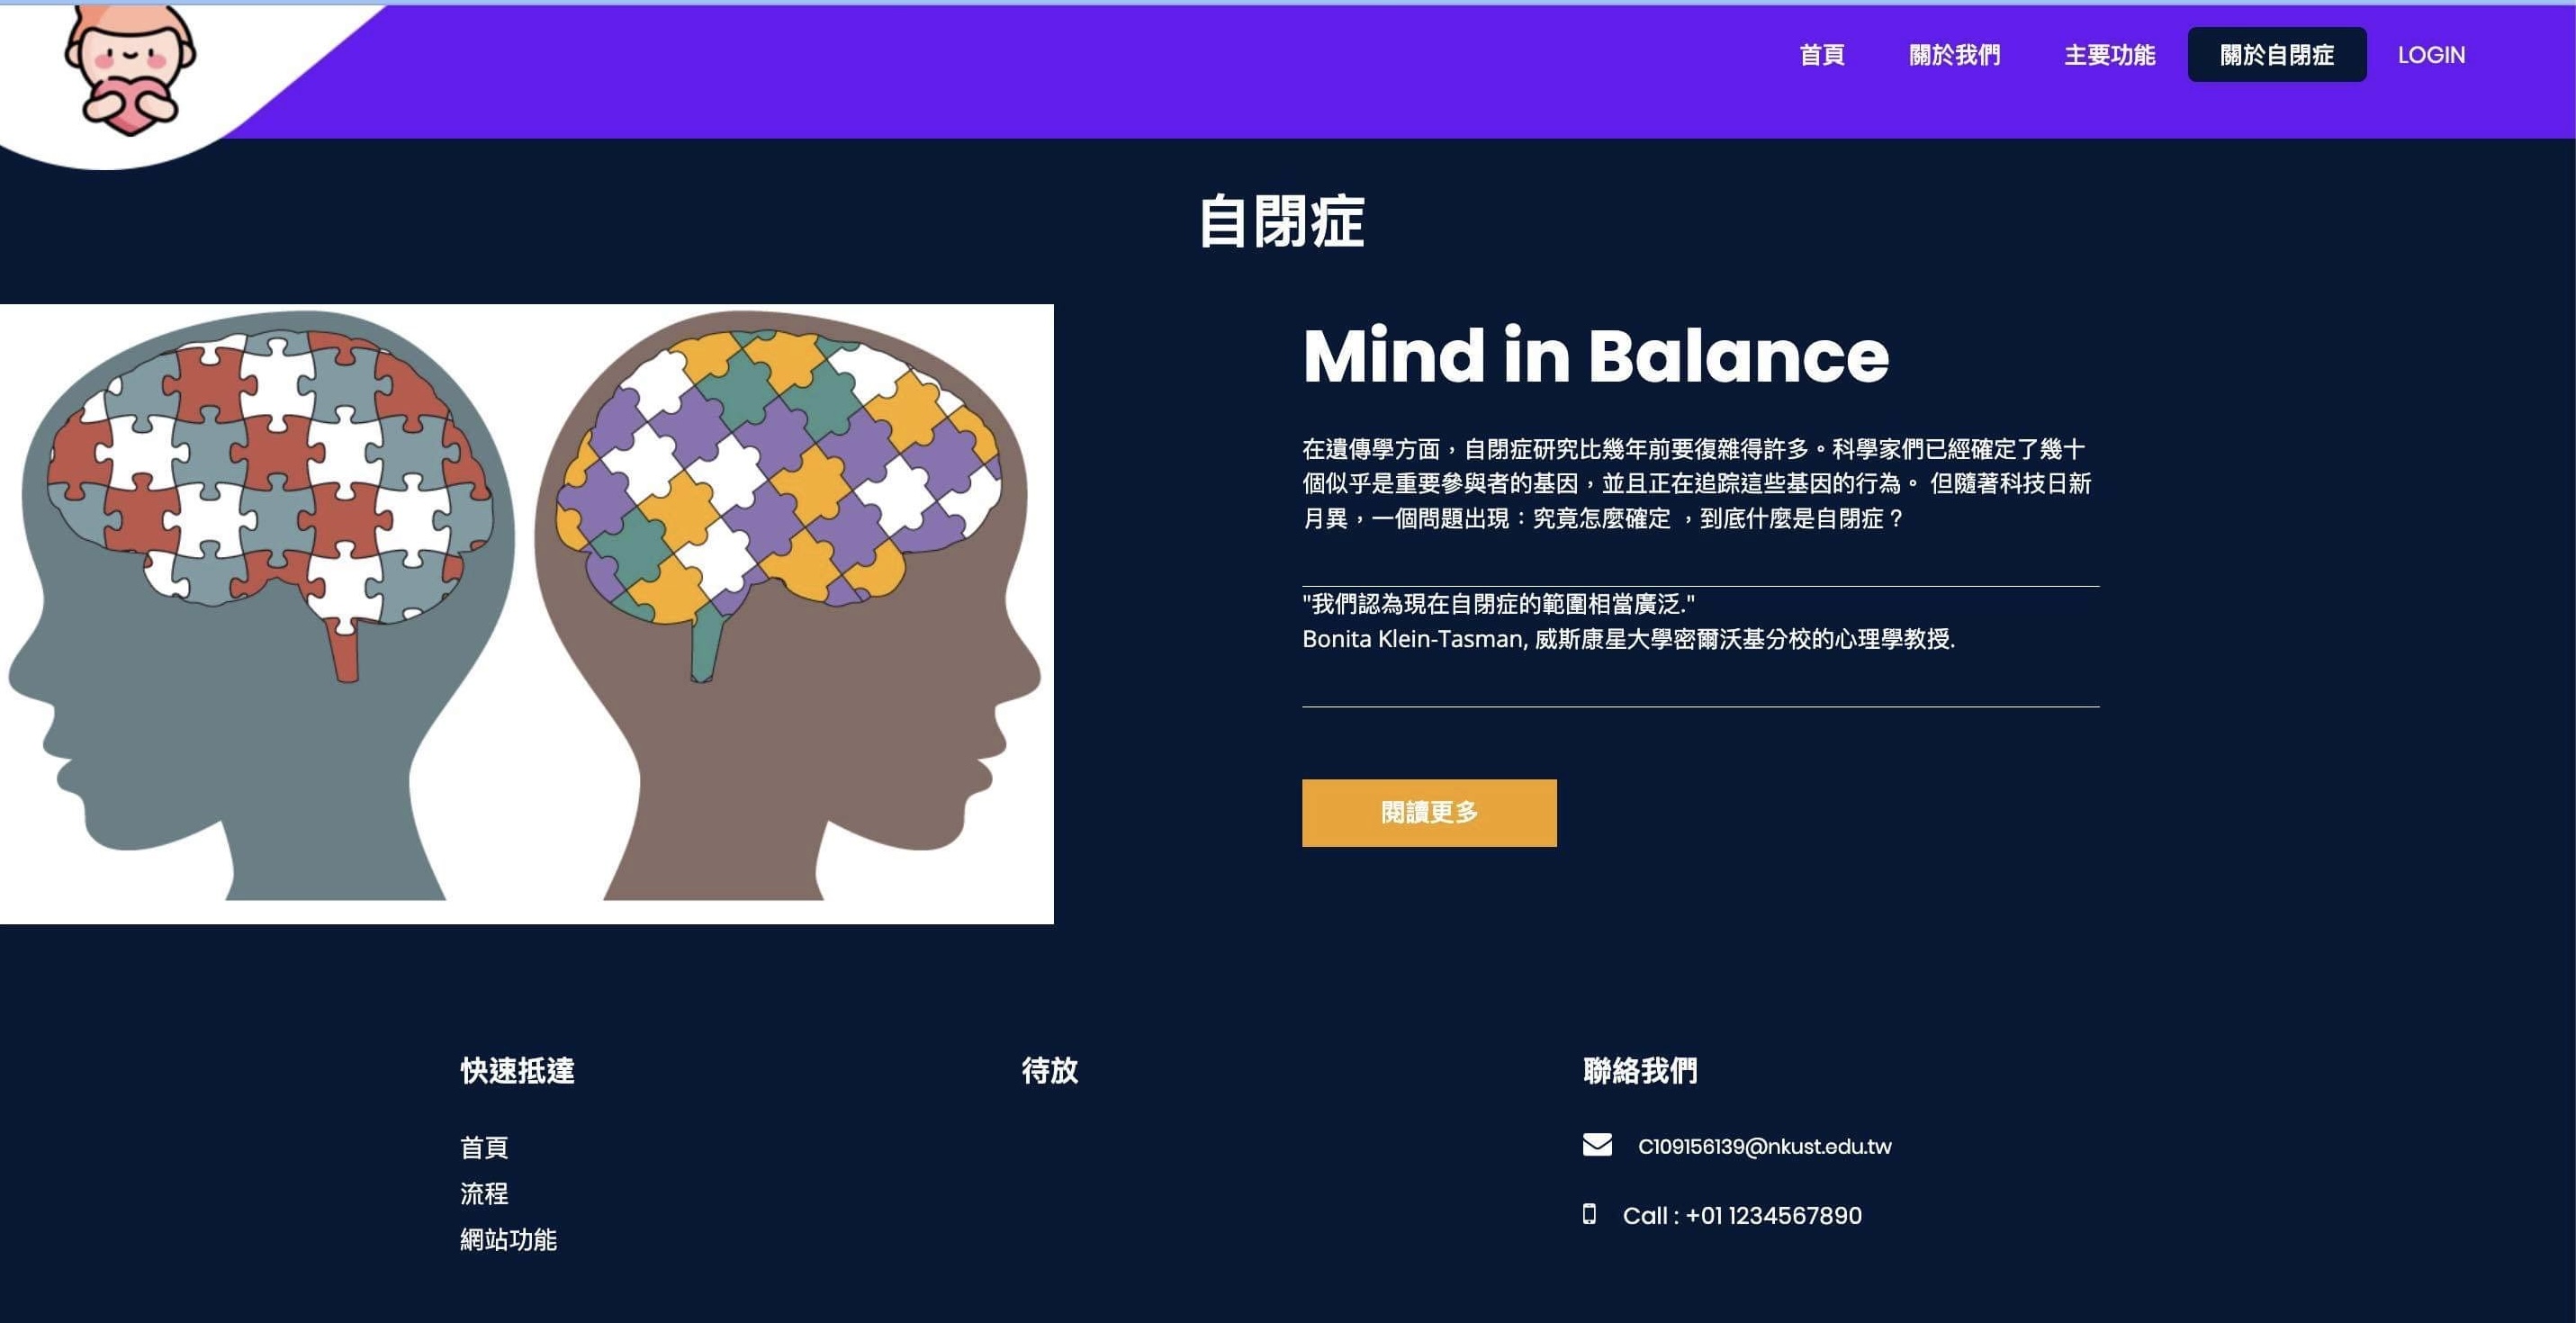 首頁 關於我們 主要功能 關於自閉症 LOGIN
自閉症
Mind in Balance
在遺傳學方面，自閉症研究比幾年前要復雜得許多。科學家們已經確定了幾十
個似乎是重要參與者的基因，並且正在追踪這些基因的行為。 但隨著科技日新
月異，一個問題出現：究竟怎麼確定 ，到底什麼是自閉症？
"我們認為現在自閉症的範圍相當廣泛."
Bonita Klein-Tasman, 威斯康星大學密爾沃基分校的心理學教授.
閱讀更多
快速抵達
首頁
流程
網站功能
待放
聯絡我們
C109156139@nkust.edu.tw
Call : +01 1234567890